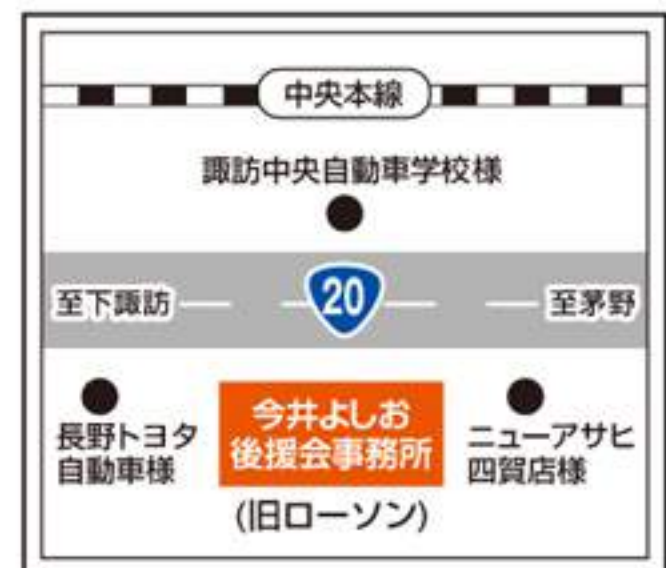 中央本線
諏訪中央自動車学校様
至下諏訪
20
至茅野
長野トヨタ
自動車様
今井よしお
後援会事務所
(旧ローソン)
ニューアサヒ
四賀店様